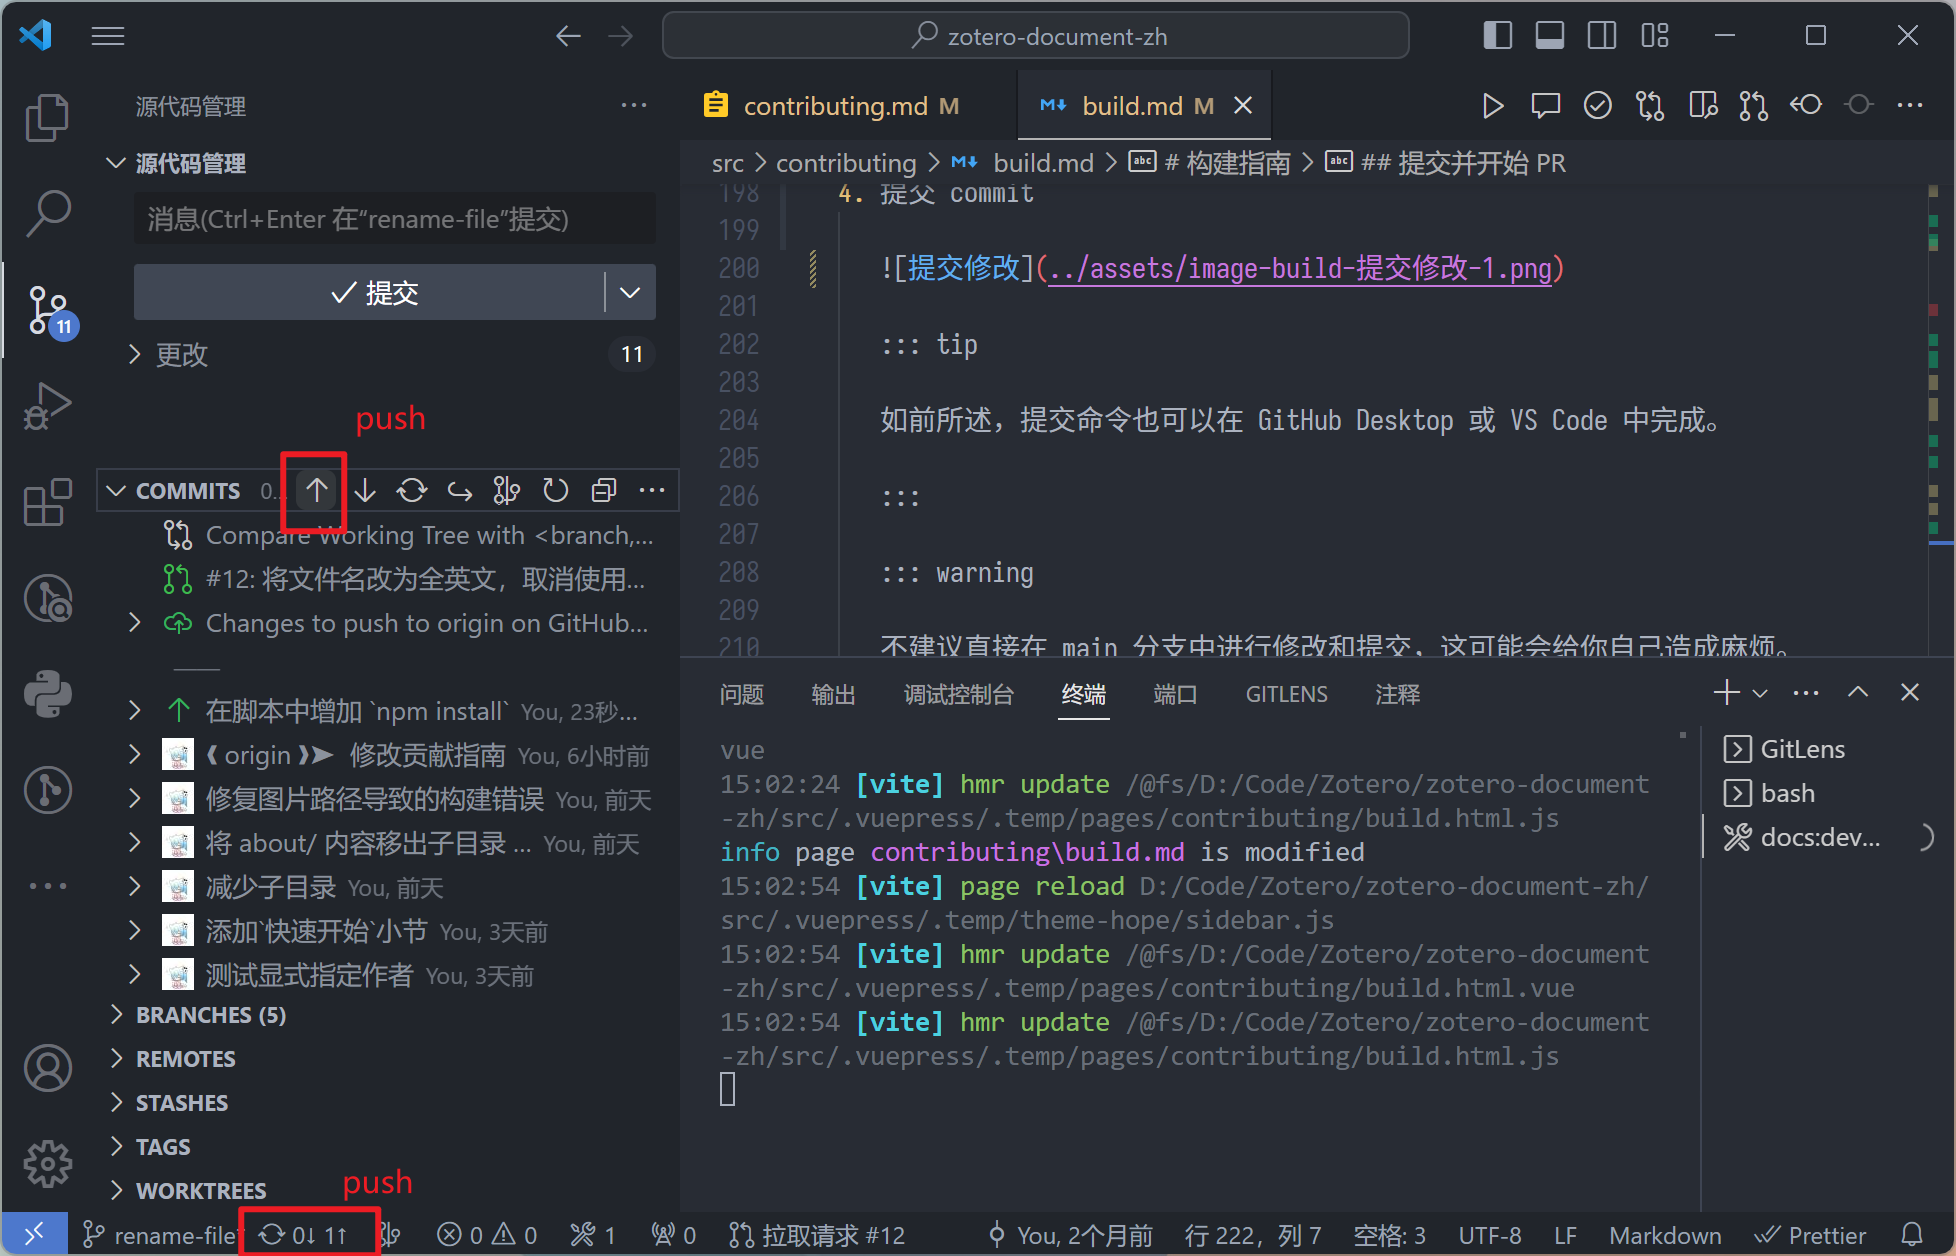 zotero-document-zh
源代码管理
源代码管理
消息(Ctrl+Enter 在“rename-file”提交)
提交
11
更改 11
push
COMMITS 0...
Compare Working Tree with <branch,...
#12: 将文件名改为全英文，取消使用...
Changes to push to origin on GitHub...
在脚本中增加 `npm install` You, 23秒...
origin 修改贡献指南 You, 6小时前
修复图片路径导致的构建错误 You, 前天
将 about/ 内容移出子目录 ... You, 前天
减少子目录 You, 前天
添加`快速开始`小节 You, 3天前
测试显式指定作者 You, 3天前
BRANCHES (5)
REMOTES
STASHES
TAGS
WORKTREES
push
contributing.md M
build.md M
src > contributing > build.md > # 构建指南 > ## 提交并开始 PR
198 4. 提交 commit
199
200 ![提交修改](../assets/image-build-提交修改-1.png)
201
202 ::: tip
203
204 如前所述，提交命令也可以在 GitHub Desktop 或 VS Code 中完成。
205
206 :::
207
208 ::: warning
209
210 不建议直接在 main 分支中进行修改和提交，这可能会给你自己造成麻烦。
问题 输出 调试控制台 终端 端口 GITLENS 注释
vue
15:02:24 [vite] hmr update /@fs/D:/Code/Zotero/zotero-document
-zh/src/.vuepress/.temp/pages/contributing/build.html.js
info page contributing\build.md is modified
15:02:54 [vite] page reload D:/Code/Zotero/zotero-document-zh/
src/.vuepress/.temp/theme-hope/sidebar.js
15:02:54 [vite] hmr update /@fs/D:/Code/Zotero/zotero-document
-zh/src/.vuepress/.temp/pages/contributing/build.html.vue
15:02:54 [vite] hmr update /@fs/D:/Code/Zotero/zotero-document
-zh/src/.vuepress/.temp/pages/contributing/build.html.js
GitLens
bash
docs:dev...
rename-file* 0↓ 1↑ 0 0 1 0 拉取请求 #12 You, 2个月前 行 222，列 7 空格: 3 UTF-8 LF Markdown Prettier